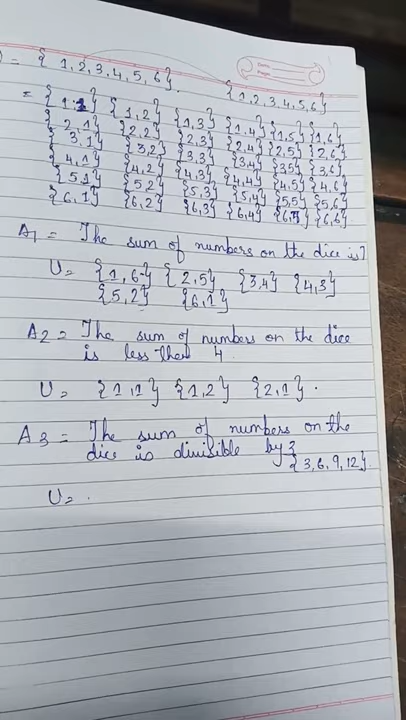 = { 1,2,3,4,5,6}. {1,2,3,4,5,6}
= {1,1} {1,2} {1,3} {1,4} {1,5} {1,6}
{2,1} {2,2} {2,3} {2,4} {2,5} {2,6}
{3,1} {3,2} {3,3} {3,4} {3,5} {3,6}
{4,1} {4,2} {4,3} {4,4} {4,5} {4,6}
{5,1} {5,2} {5,3} {5,4} {5,5} {5,6}
{6,1} {6,2} {6,3} {6,4} {6,5} {6,6}
A1 = The sum of numbers on the dice is 7
U = {1,6} {2,5} {3,4} {4,3}
{5,2} {6,1}
A2 = The sum of numbers on the dice
is less then 4.
U = {1,1} {1,2} {2,1}.
A3 = The sum of numbers on the
dice is divisible by 3
{3,6,9,12}.
U = .